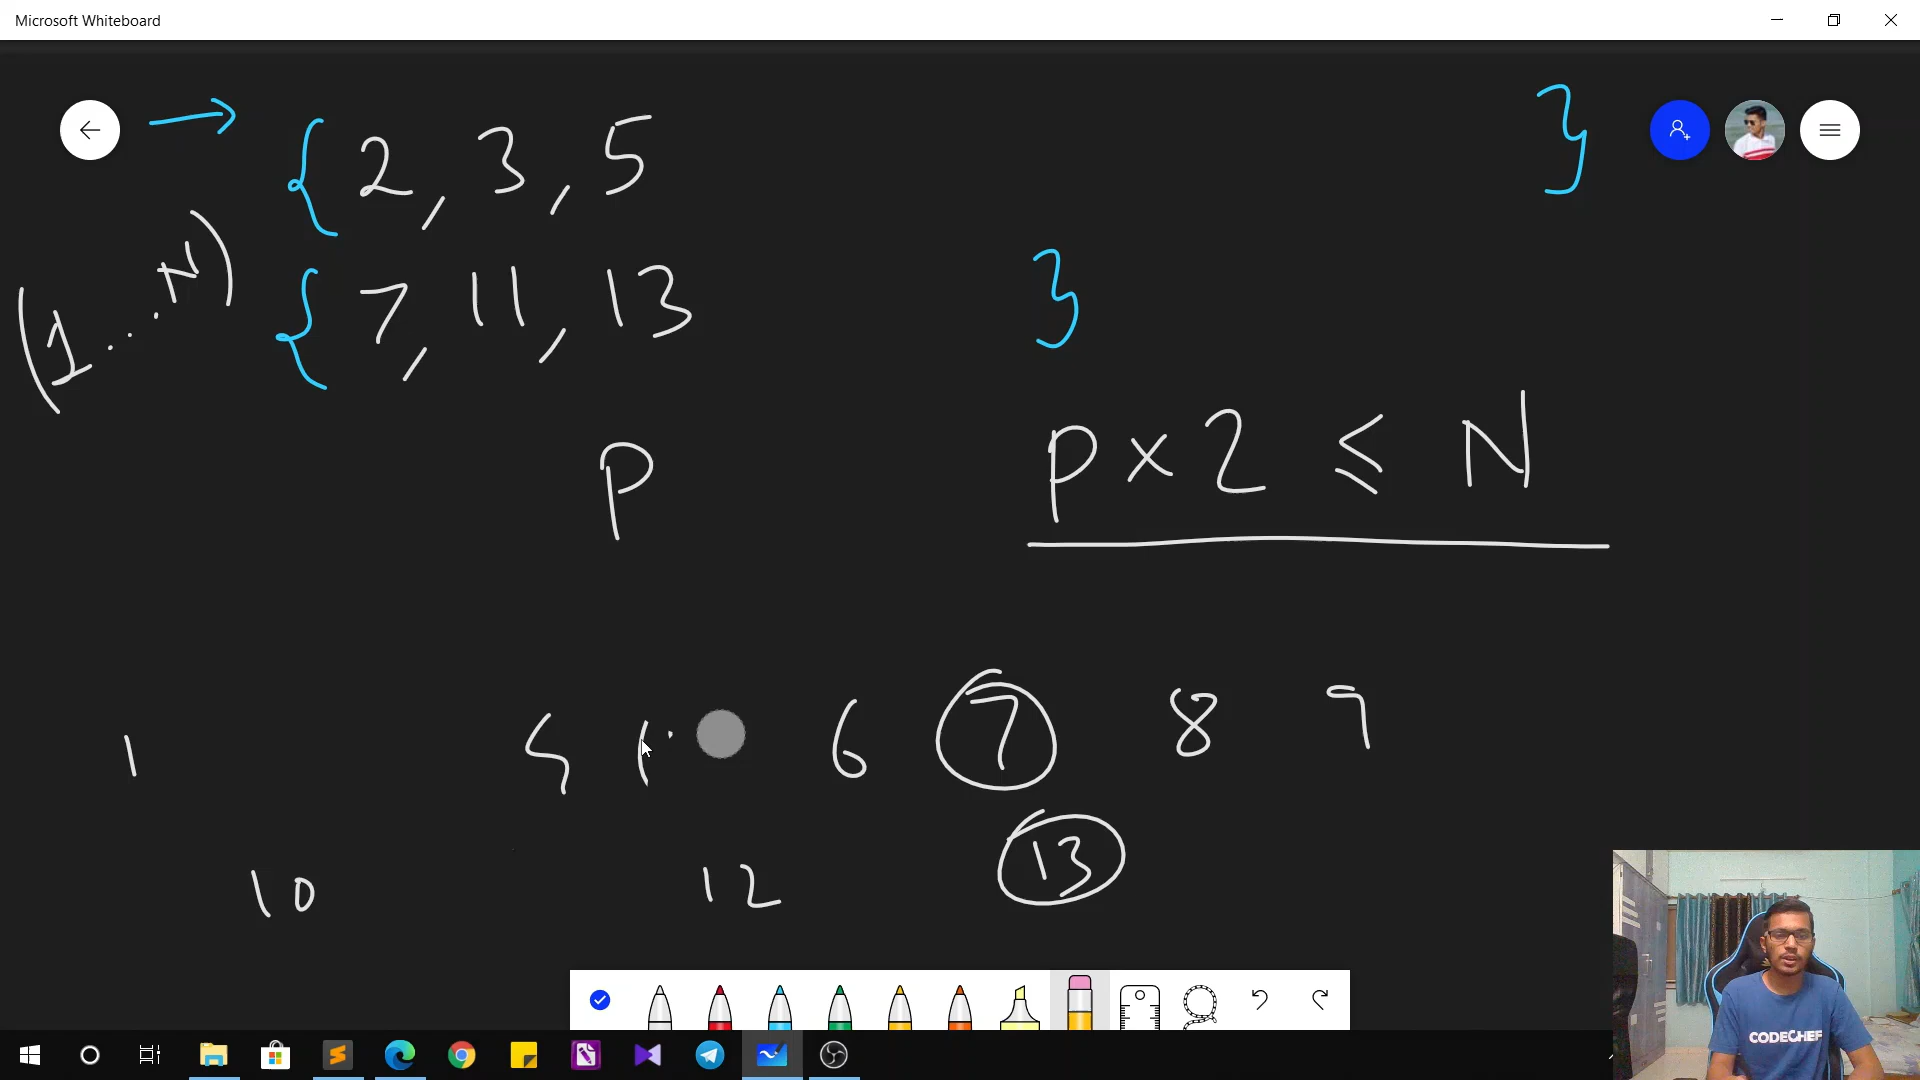 Microsoft Whiteboard
{ 2, 3, 5 }
(1...N)
{ 7, 11, 13 }
P
P x 2 ≤ N
1 6 7 8 9
10 12 13
CODECHEF